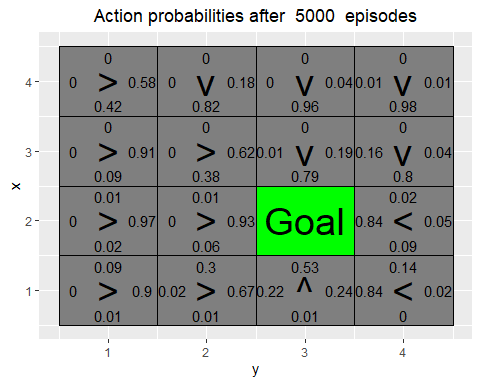 Action probabilities after 5000 episodes
0 0 0 0
4 0 > 0.58 0 v 0.18 0 v 0.04 0.01 v 0.01
0.42 0.82 0.96 0.98
0 0 0 0
3 0 > 0.91 0 > 0.62 0.01 v 0.19 0.16 v 0.04
0.09 0.38 0.79 0.8
0.01 0.01 0.02
x 2 0 > 0.97 0 > 0.93 Goal 0.84 < 0.05
0.02 0.06 0.09
0.09 0.3 0.53 0.14
1 0 > 0.9 0.02 > 0.67 0.22 ^ 0.24 0.84 < 0.02
0.01 0.01 0.01 0
1 2 3 4
y